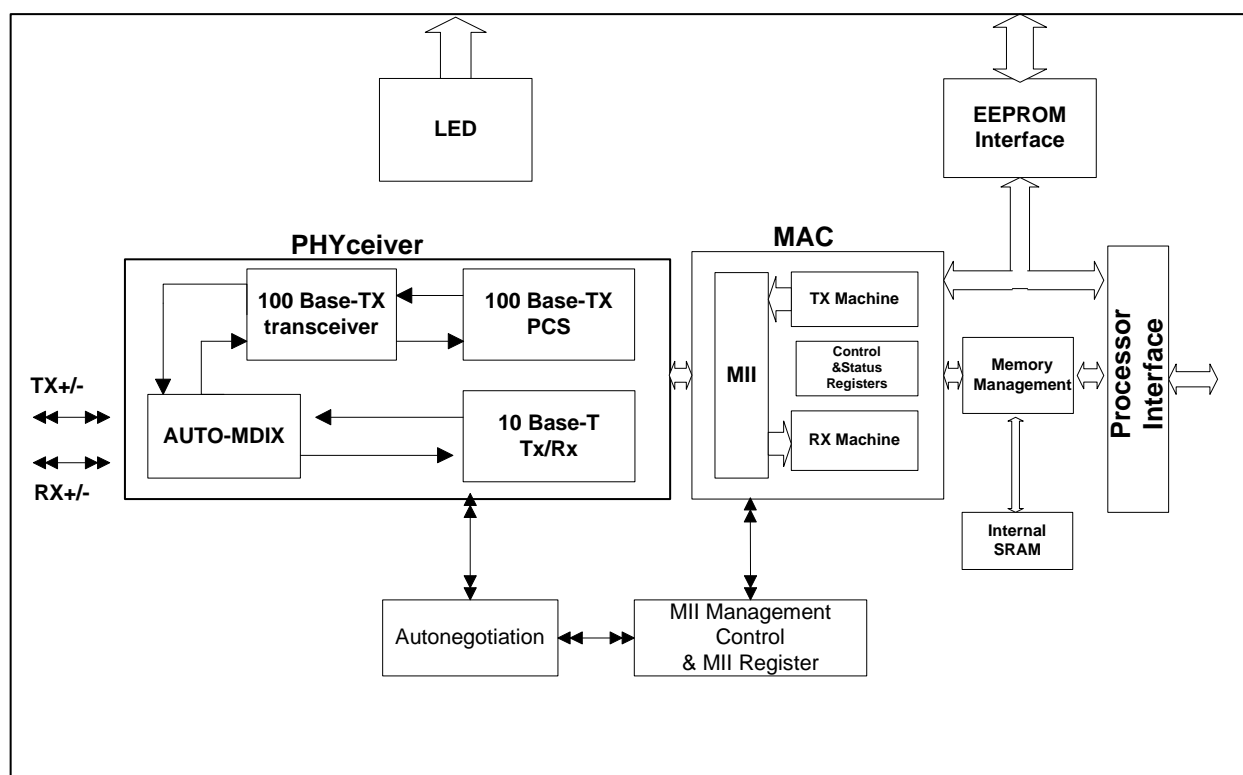 LED
EEPROM
Interface
PHYceiver
MAC
100 Base-TX
transceiver
100 Base-TX
PCS
TX Machine
MII
Control
&Status
Registers
Memory
Management
Processor
Interface
TX+/-
RX+/-
AUTO-MDIX
10 Base-T
Tx/Rx
RX Machine
Internal
SRAM
Autonegotiation
MII Management
Control
& MII Register